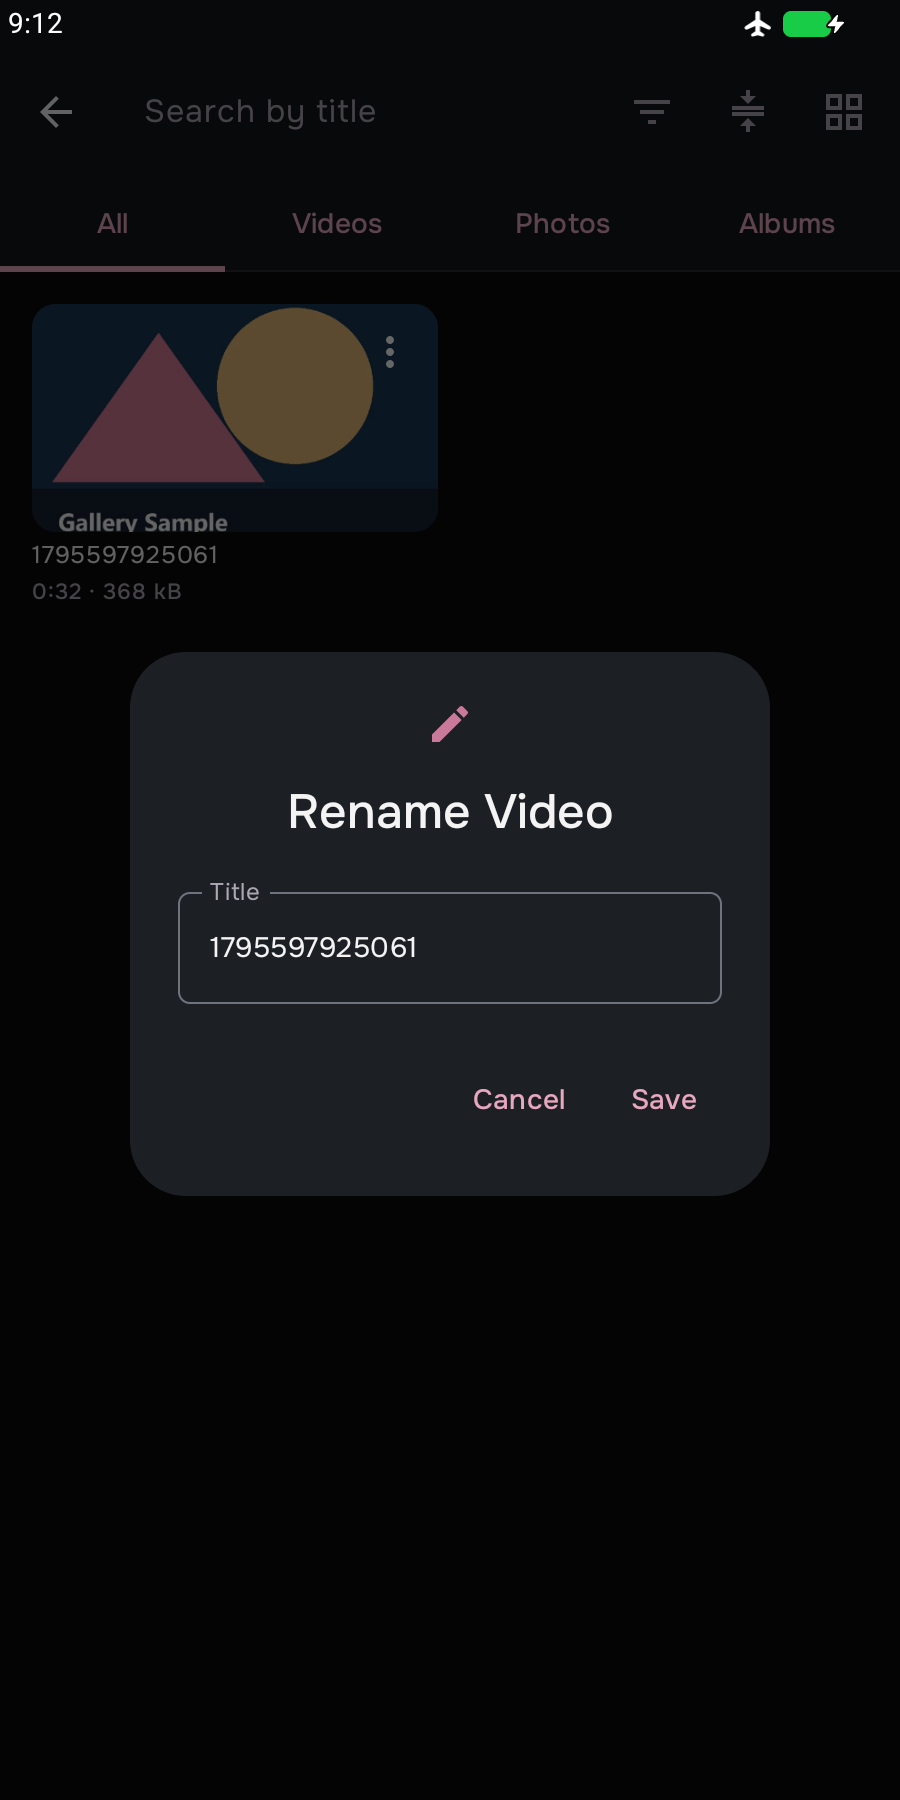 9:12
Search by title
All Videos Photos Albums
Gallery Sample
1795597925061
0:32 · 368 kB
Rename Video
Title
1795597925061
Cancel Save